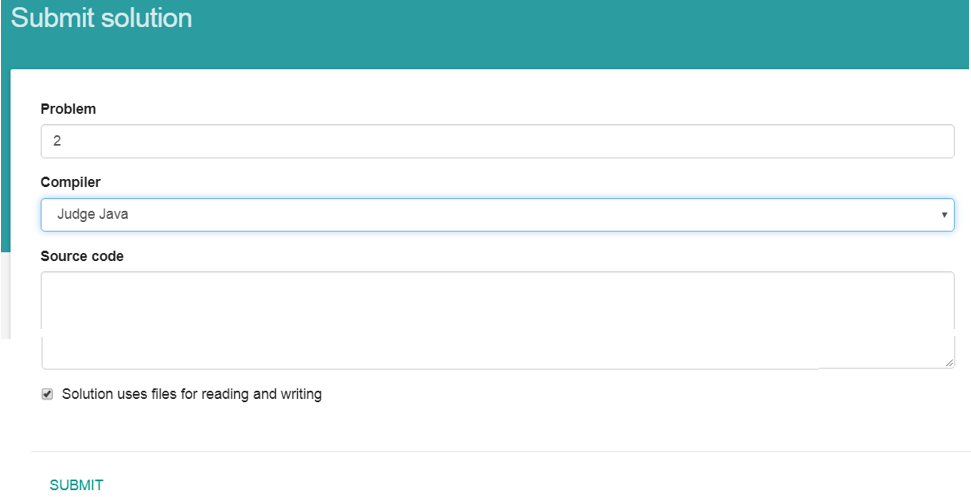 Submit solution
Problem
2
Compiler
Judge Java
Source code
Solution uses files for reading and writing
SUBMIT